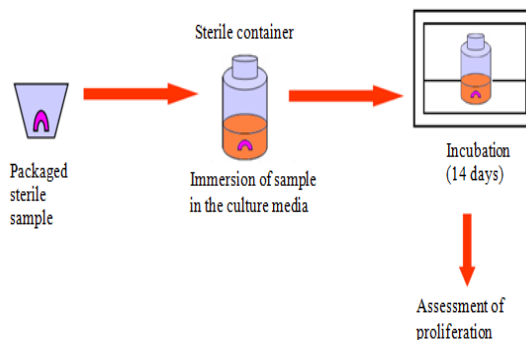 Sterile container
Packaged
sterile
sample
Immersion of sample
in the culture media
Incubation
(14 days)
Assessment of
proliferation